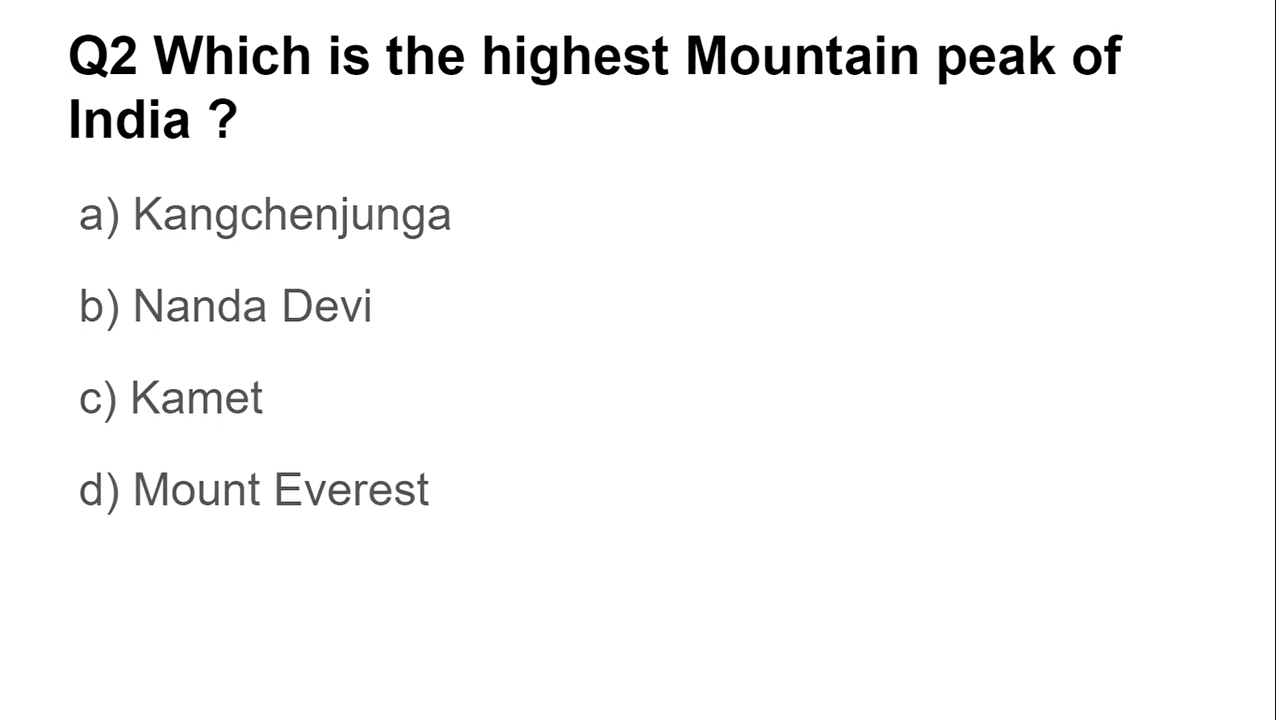 Q2 Which is the highest Mountain peak of
India ?
a) Kangchenjunga
b) Nanda Devi
c) Kamet
d) Mount Everest